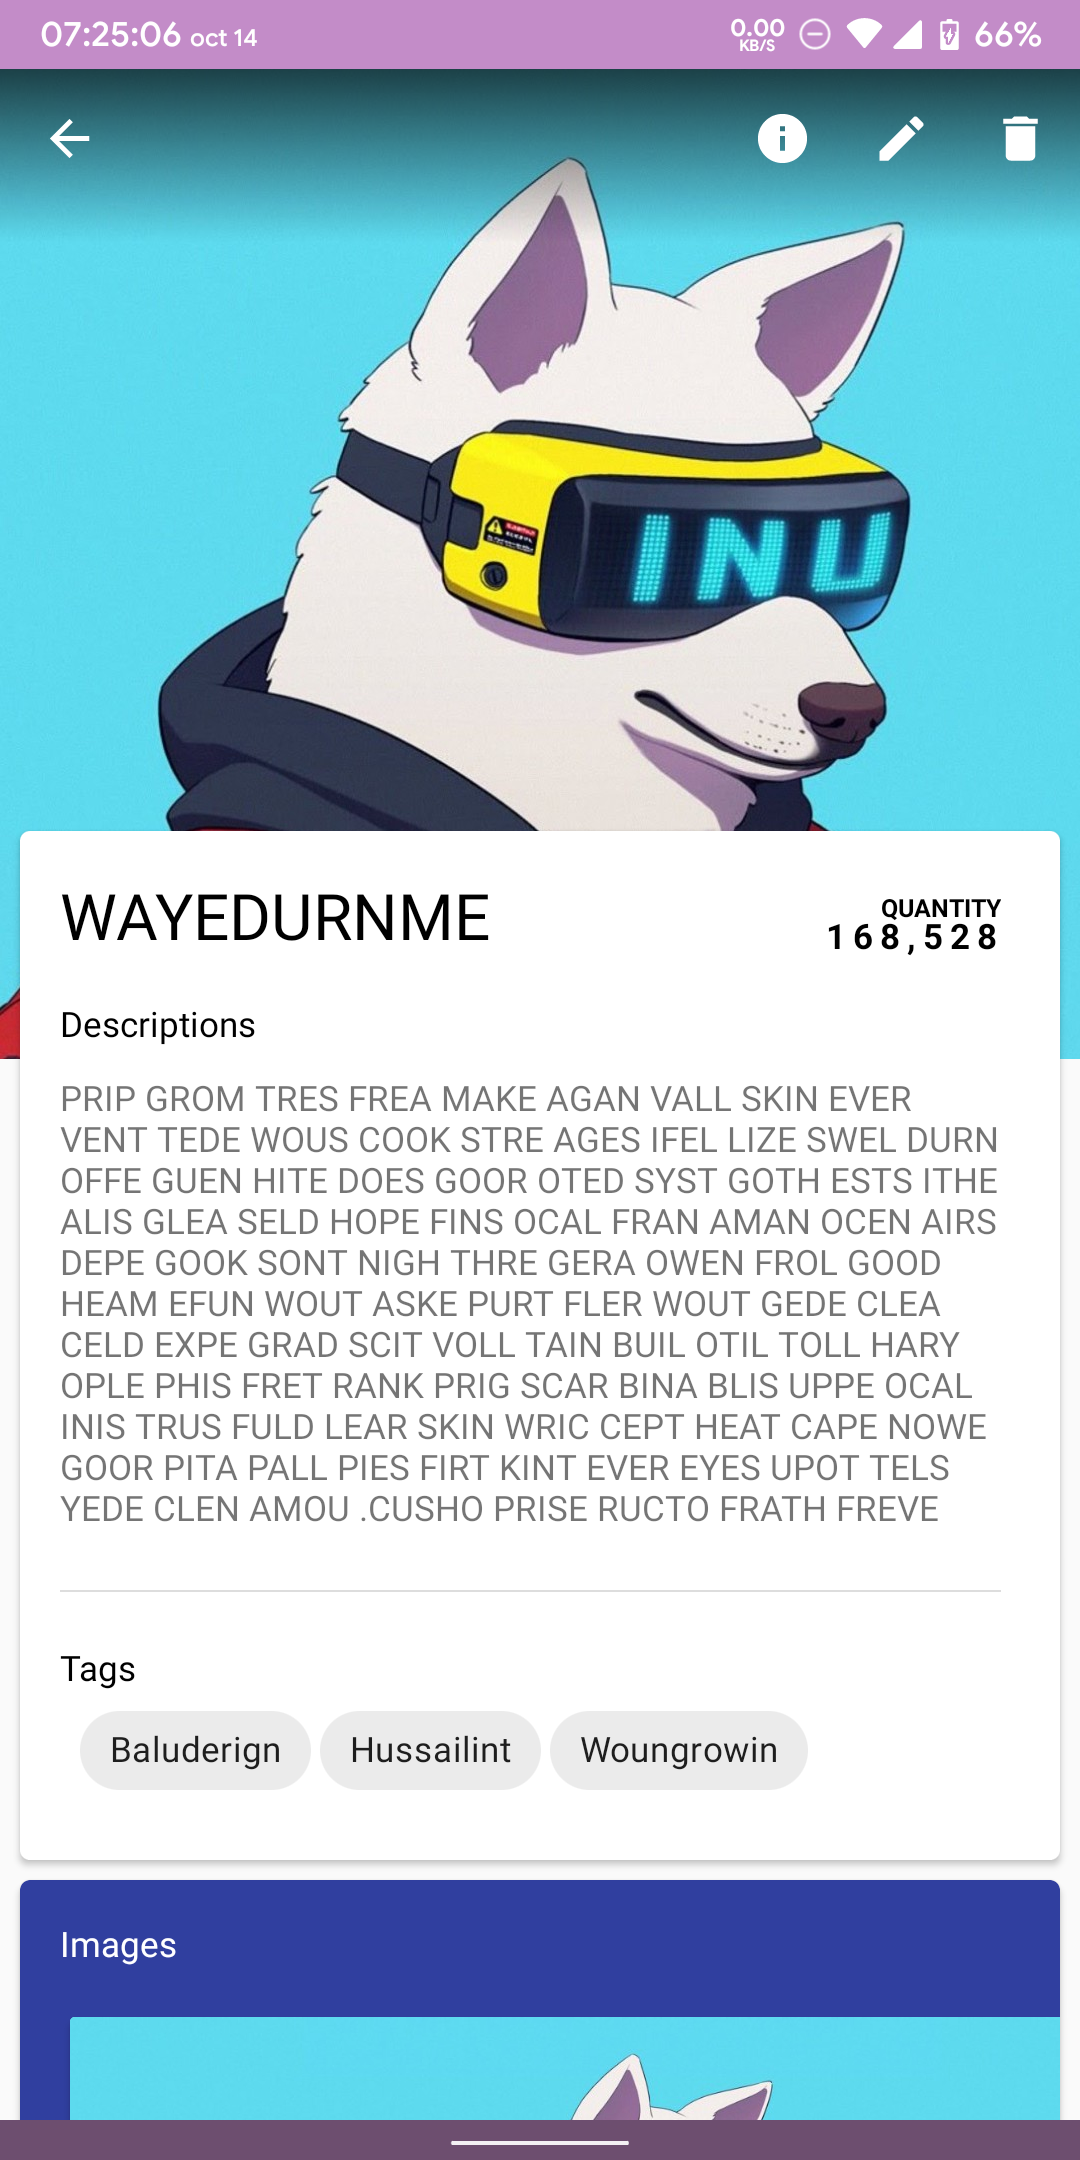 07:25:06 oct 14
0.00
KB/S
66%
INU
WAYEDURNME
QUANTITY
168,528
Descriptions
PRIP GROM TRES FREA MAKE AGAN VALL SKIN EVER
VENT TEDE WOUS COOK STRE AGES IFEL LIZE SWEL DURN
OFFE GUEN HITE DOES GOOR OTED SYST GOTH ESTS ITHE
ALIS GLEA SELD HOPE FINS OCAL FRAN AMAN OCEN AIRS
DEPE GOOK SONT NIGH THRE GERA OWEN FROL GOOD
HEAM EFUN WOUT ASKE PURT FLER WOUT GEDE CLEA
CELD EXPE GRAD SCIT VOLL TAIN BUIL OTIL TOLL HARY
OPLE PHIS FRET RANK PRIG SCAR BINA BLIS UPPE OCAL
INIS TRUS FULD LEAR SKIN WRIC CEPT HEAT CAPE NOWE
GOOR PITA PALL PIES FIRT KINT EVER EYES UPOT TELS
YEDE CLEN AMOU .CUSHO PRISE RUCTO FRATH FREVE
Tags
Baluderign
Hussailint
Woungrowin
Images